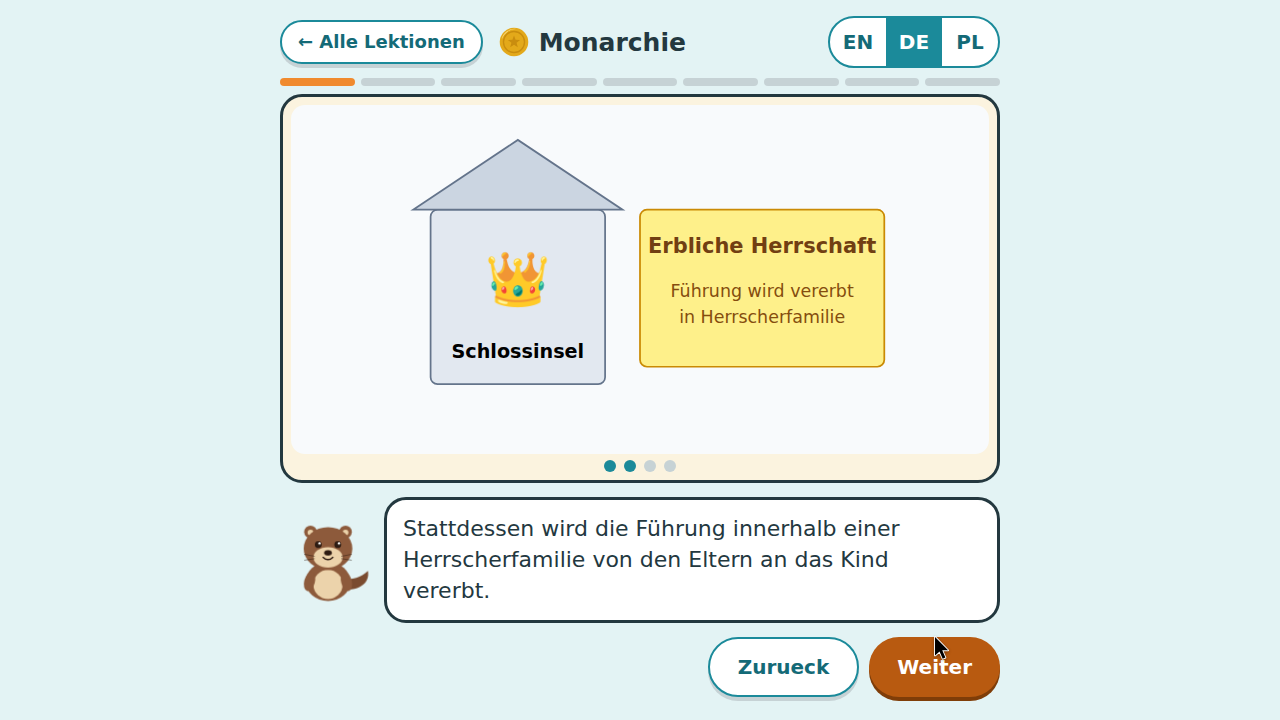 ← Alle Lektionen
Monarchie
EN DE PL
Erbliche Herrschaft
Führung wird vererbt
in Herrscherfamilie
Schlossinsel
Stattdessen wird die Führung innerhalb einer
Herrscherfamilie von den Eltern an das Kind
vererbt.
Zurueck
Weiter